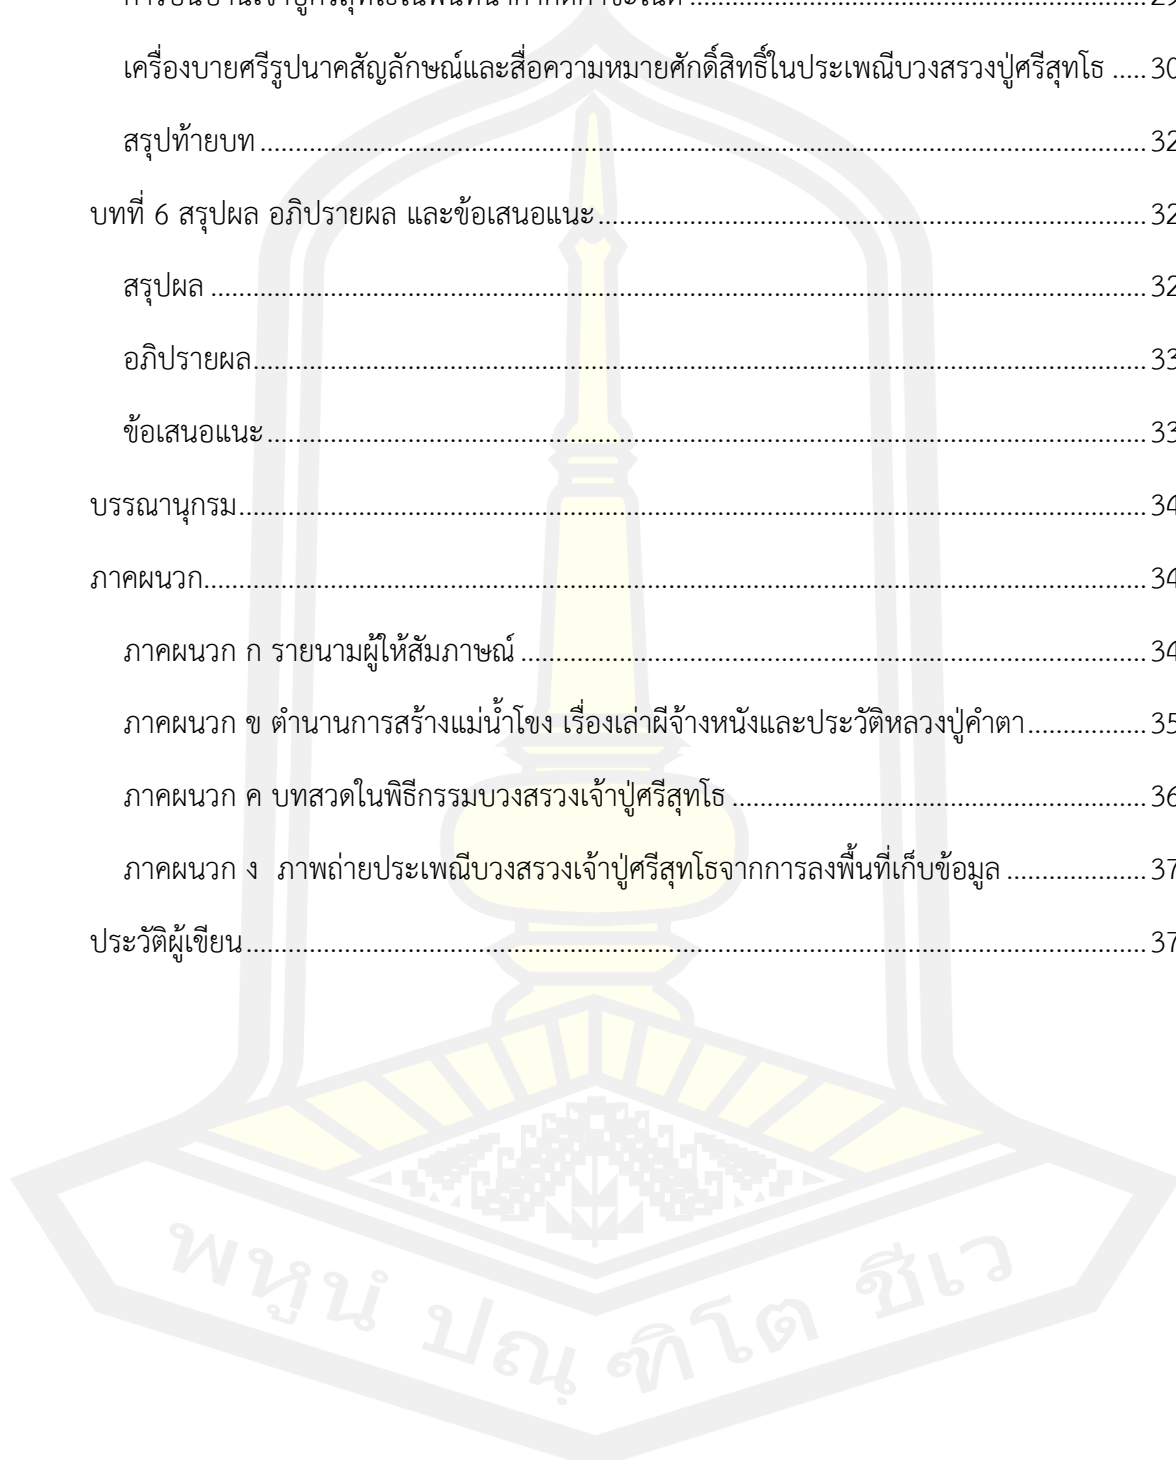 เครื่องบายศรีรูปนาคสัญลักษณ์และสื่อความหมายศักดิ์สิทธิ์ในประเพณีบวงสรวงปู่ศรีสุทโธ ..... 30
สรุปท้ายบท ..... 32
บทที่ 6 สรุปผล อภิปรายผล และข้อเสนอแนะ ..... 32
สรุปผล ..... 32
อภิปรายผล ..... 33
ข้อเสนอแนะ ..... 33
บรรณานุกรม ..... 34
ภาคผนวก ..... 34
ภาคผนวก ก รายนามผู้ให้สัมภาษณ์ ..... 34
ภาคผนวก ข ตำนานการสร้างแม่น้ำโขง เรื่องเล่าผีจ้างหนังและประวัติหลวงปู่คำตา ..... 35
ภาคผนวก ค บทสวดในพิธีกรรมบวงสรวงเจ้าปู่ศรีสุทโธ ..... 36
ภาคผนวก ง ภาพถ่ายประเพณีบวงสรวงเจ้าปู่ศรีสุทโธจากการลงพื้นที่เก็บข้อมูล ..... 37
ประวัติผู้เขียน ..... 37
พหูนํ ปณฺฑิโต ชีเว